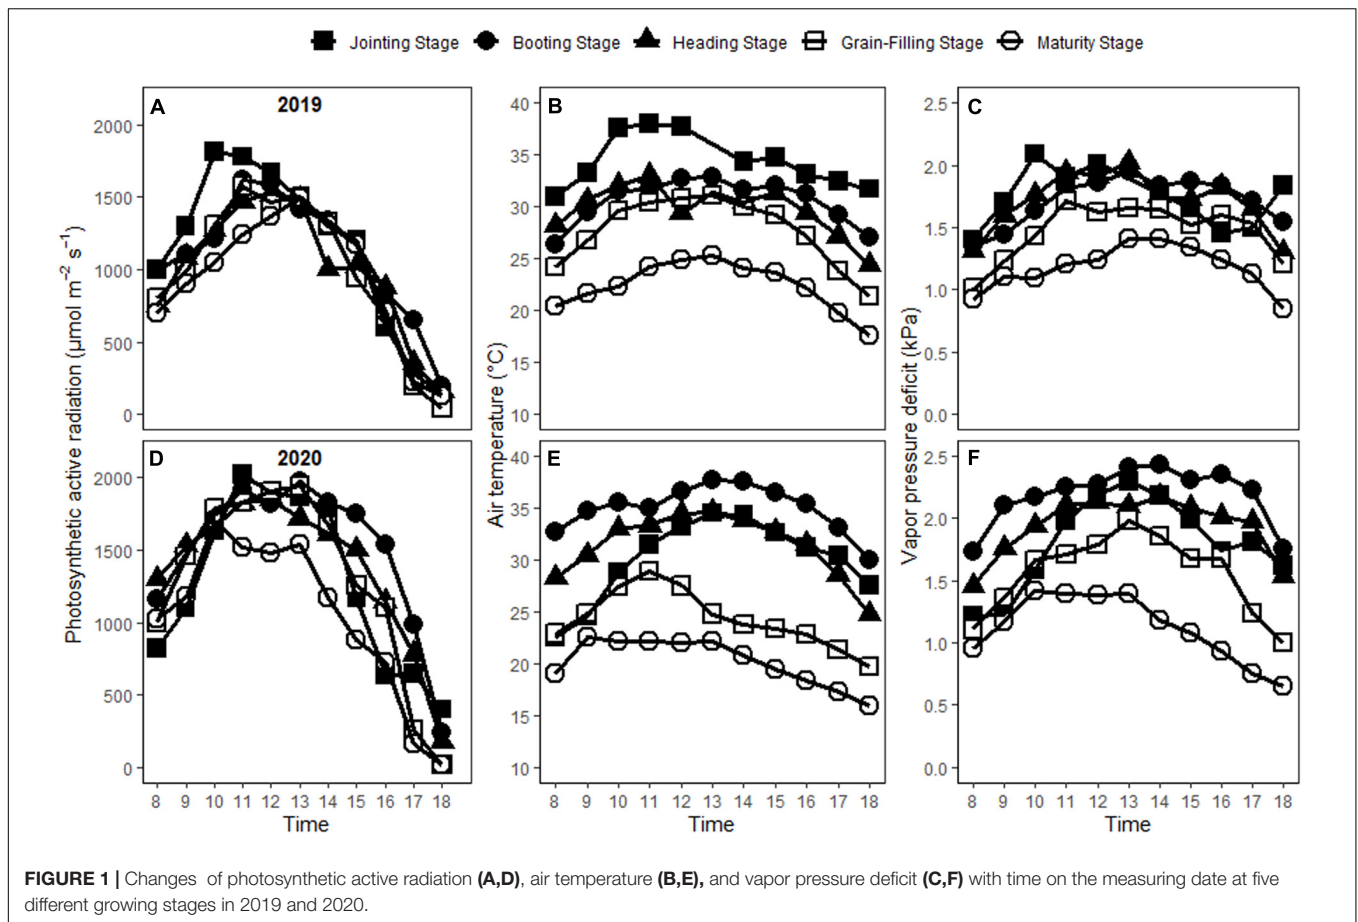 Jointing Stage Booting Stage Heading Stage Grain-Filling Stage Maturity Stage
A 2019
B
C
Photosynthetic active radiation (μmol m⁻² s⁻¹)
2000
1500
1000
500
0
Air temperature (°C)
40
35
30
25
20
15
10
Vapor pressure deficit (kPa)
2.5
2.0
1.5
1.0
0.5
0.0
D 2020
E
F
2000
1500
1000
500
0
40
35
30
25
20
15
10
2.5
2.0
1.5
1.0
0.5
0.0
8 9 10 11 12 13 14 15 16 17 18
8 9 10 11 12 13 14 15 16 17 18
8 9 10 11 12 13 14 15 16 17 18
Time
Time
Time
FIGURE 1 | Changes of photosynthetic active radiation (A,D), air temperature (B,E), and vapor pressure deficit (C,F) with time on the measuring date at five
different growing stages in 2019 and 2020.